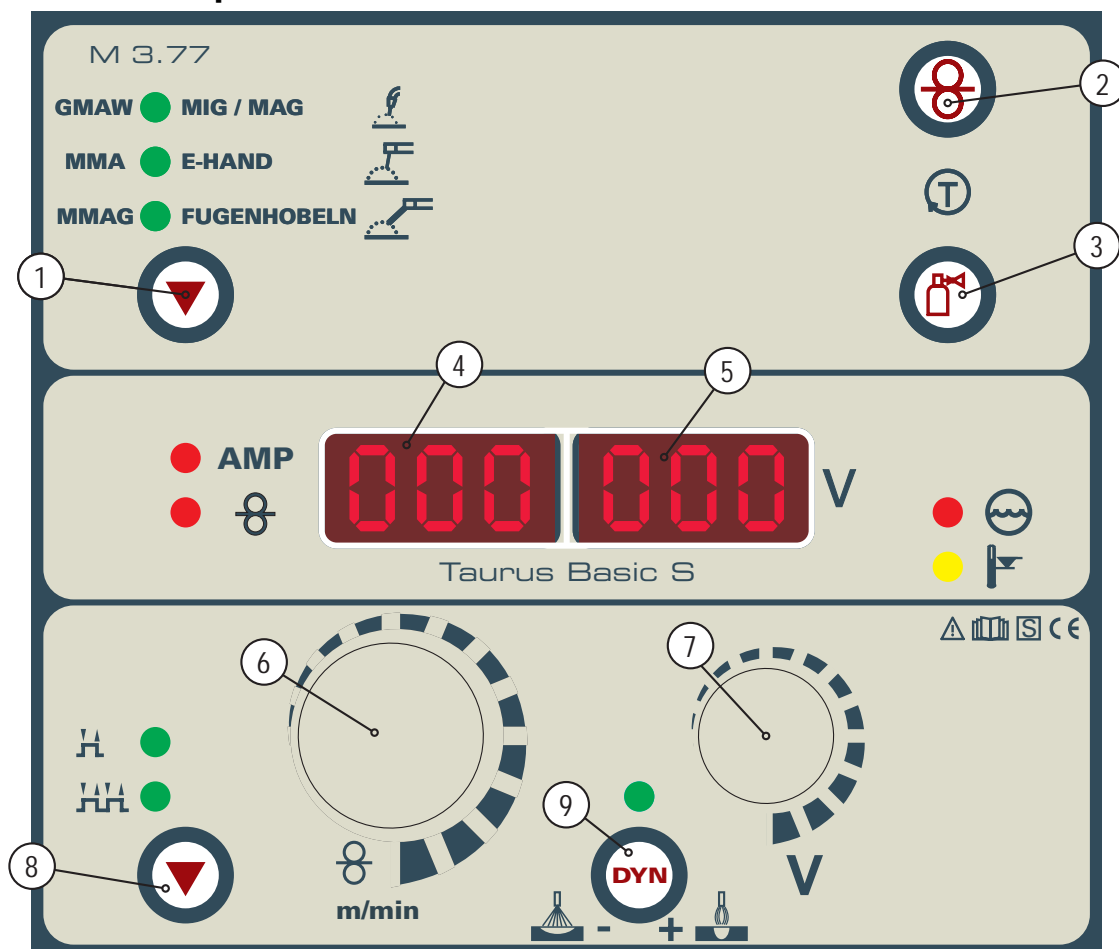 M 3.77
GMAW MIG / MAG
MMA E-HAND
MMAG FUGENHOBELN
T
1
2
3
4
5
AMP
000 000 V
Taurus Basic S
S CE
6
7
8
9
m/min
DYN
- +
V